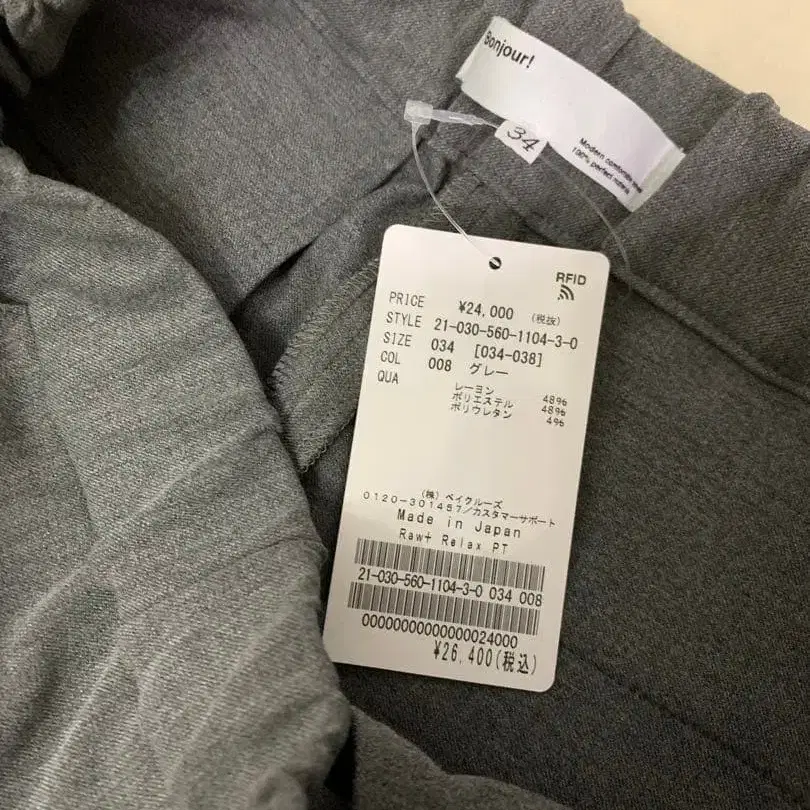 Bonjour!
34
Modern comfortable
100% perfect
RFID
PRICE ¥24,000 (税抜)
STYLE 21-030-560-1104-3-0
SIZE 034 [034-038]
COL 008 グレー
QUA
レーヨン 48%
ポリエステル 48%
ポリウレタン 4%
(株) ベイクルーズ
0120-301457/カスタマーサポート
Made in Japan
Rawt Relax PT
21-030-560-1104-3-0 034 008
00000000000000024000
¥26,400(税込)